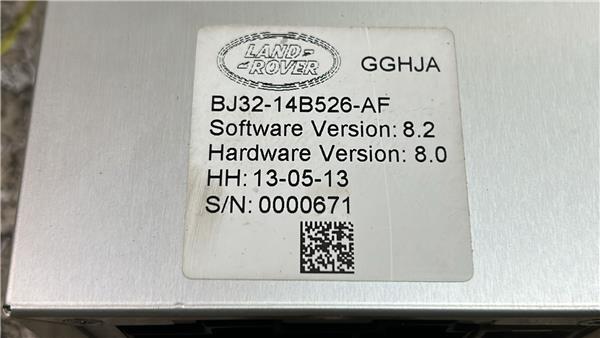 LAND-
ROVER
GGHJA
BJ32-14B526-AF
Software Version: 8.2
Hardware Version: 8.0
HH: 13-05-13
S/N: 0000671